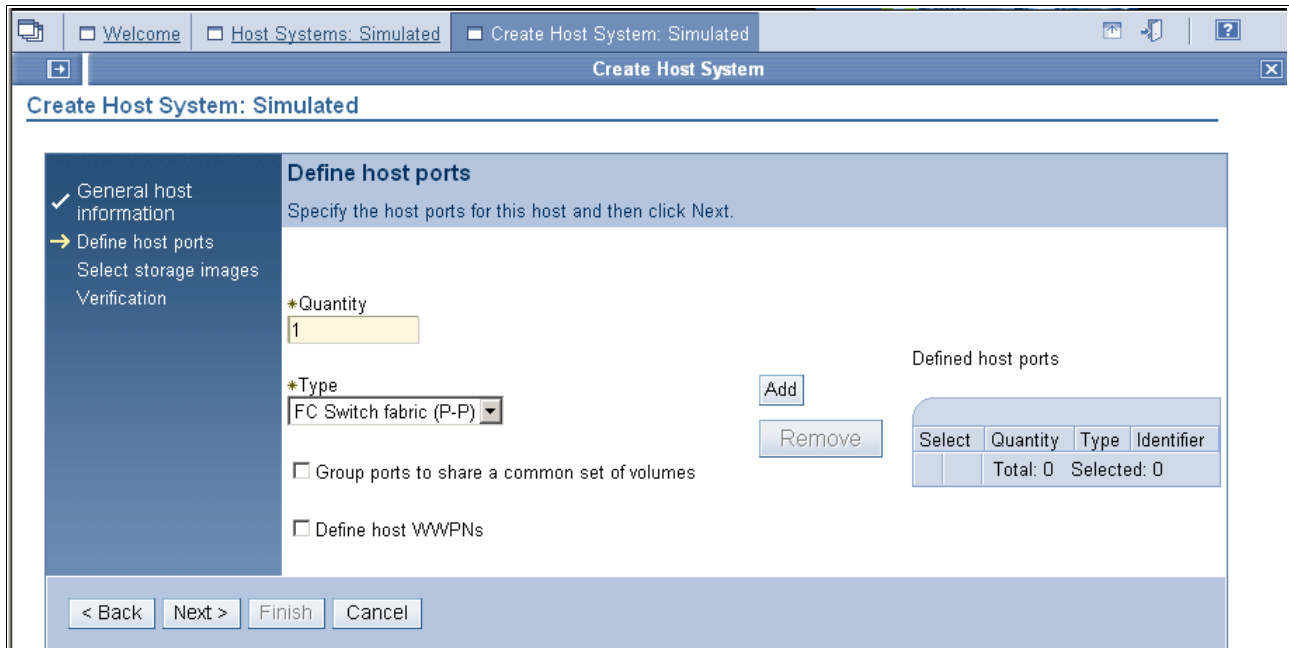 Welcome
Host Systems: Simulated
Create Host System: Simulated
?
Create Host System
Create Host System: Simulated
General host
information
Define host ports
Select storage images
Verification
Define host ports
Specify the host ports for this host and then click Next.
*Quantity
1
*Type
FC Switch fabric (P-P)
Group ports to share a common set of volumes
Define host WWPNs
Add
Remove
Defined host ports
Select Quantity Type Identifier
Total: 0 Selected: 0
< Back Next > Finish Cancel